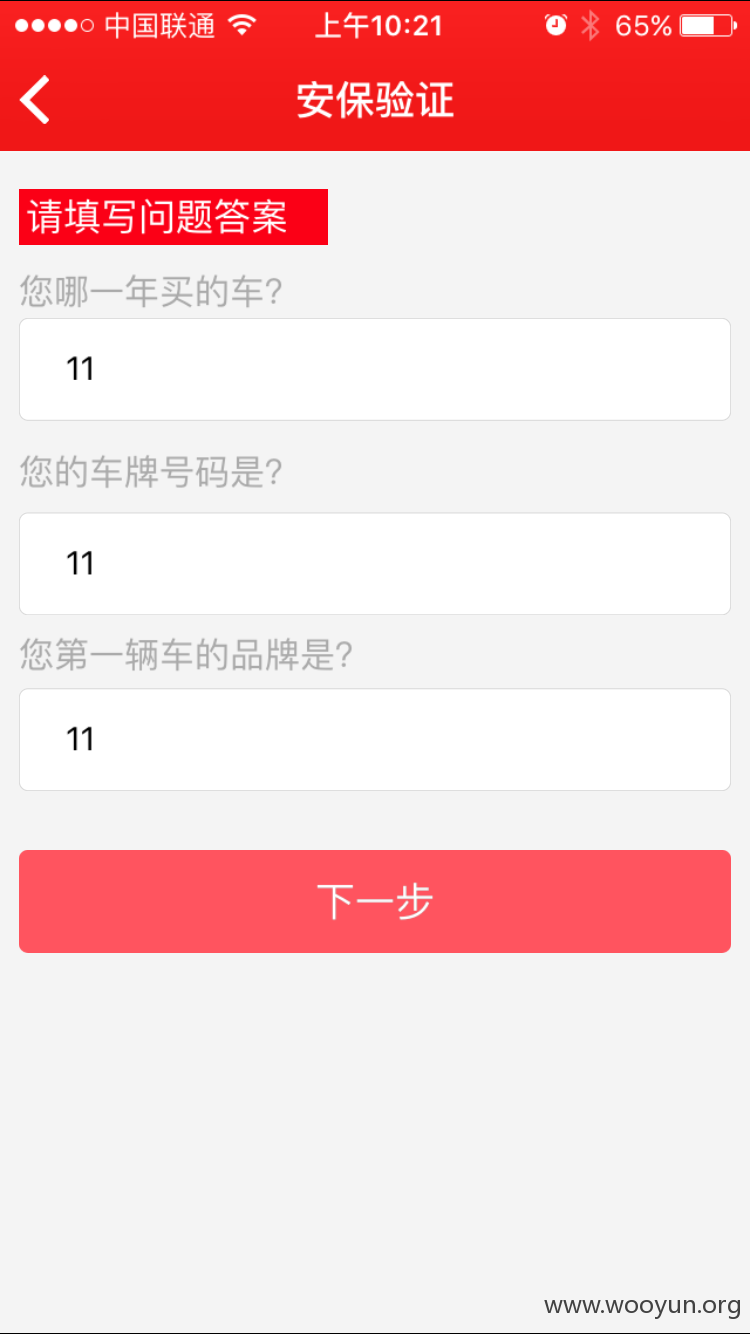 中国联通 上午10:21 65%
安保验证
请填写问题答案
您哪一年买的车?
11
您的车牌号码是?
11
您第一辆车的品牌是?
11
下一步
www.wooyun.org